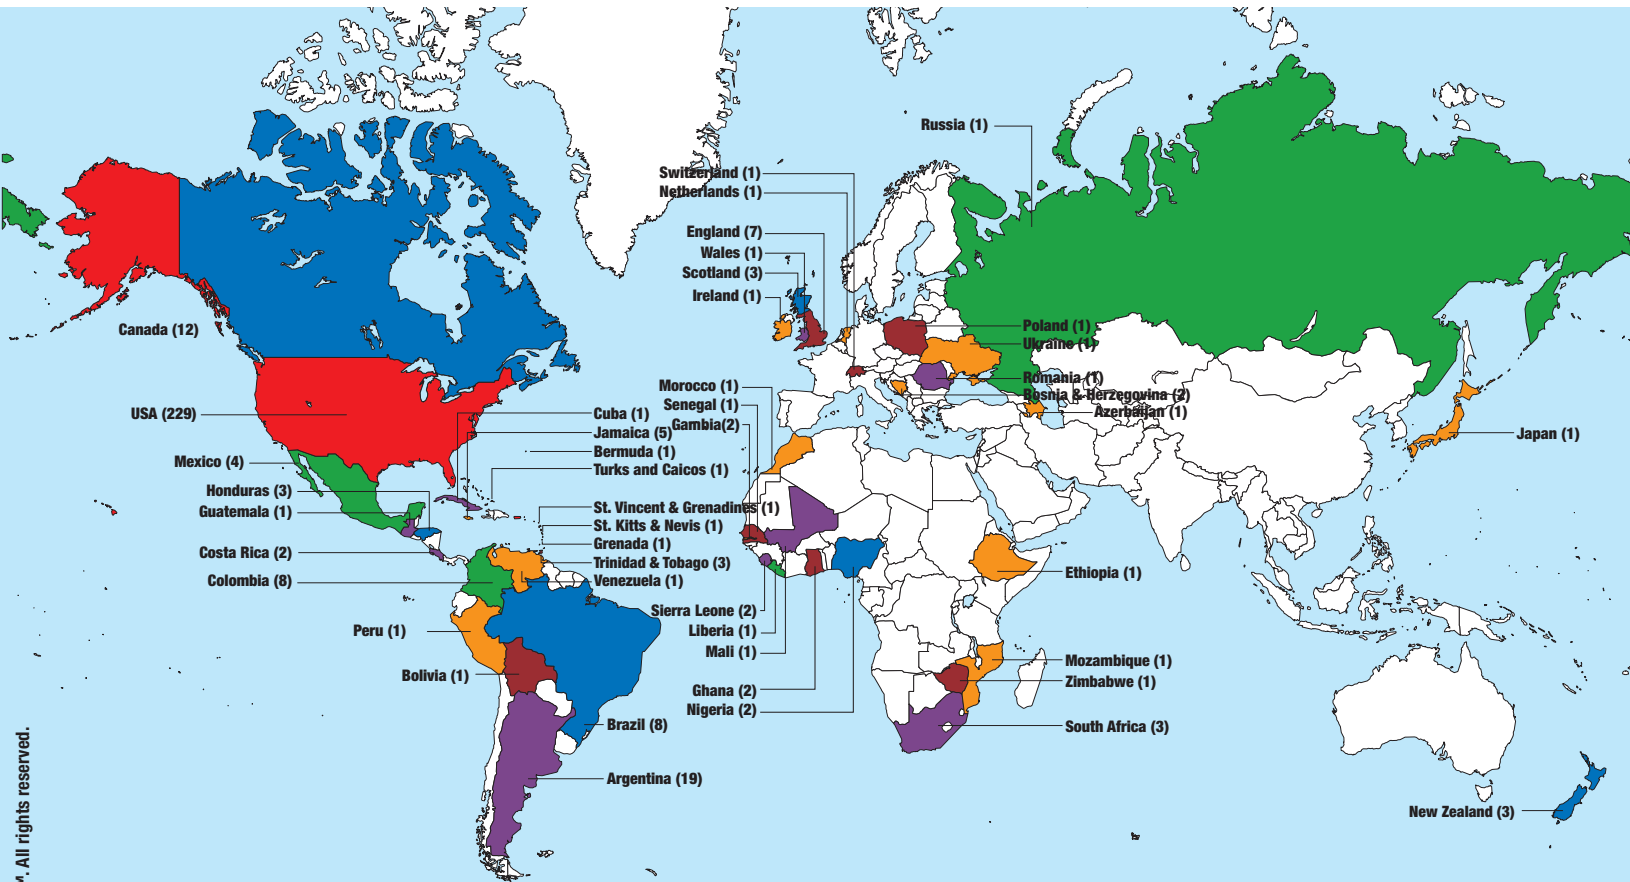 Russia (1)
Switzerland (1)
Netherlands (1)
England (7)
Wales (1)
Scotland (3)
Ireland (1)
Canada (12)
Poland (1)
Ukraine (1)
Romania (1)
Bosnia & Herzegovina (2)
Azerbaijan (1)
Morocco (1)
Senegal (1)
Gambia(2)
USA (229)
Cuba (1)
Jamaica (5)
Bermuda (1)
Turks and Caicos (1)
Japan (1)
Mexico (4)
Honduras (3)
Guatemala (1)
Costa Rica (2)
Colombia (8)
St. Vincent & Grenadines (1)
St. Kitts & Nevis (1)
Grenada (1)
Trinidad & Tobago (3)
Venezuela (1)
Ethiopia (1)
Sierra Leone (2)
Liberia (1)
Mali (1)
Peru (1)
Bolivia (1)
Ghana (2)
Nigeria (2)
Mozambique (1)
Zimbabwe (1)
South Africa (3)
Brazil (8)
Argentina (19)
New Zealand (3)
. All rights reserved.